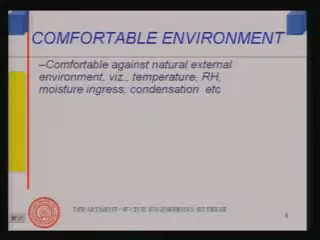 COMFORTABLE ENVIRONMENT
–Comfortable against natural external
environment, viz., temperature, RH,
moisture ingress, condensation etc
DEPARTMENT OF CIVIL ENGINEERING IIT DELHI